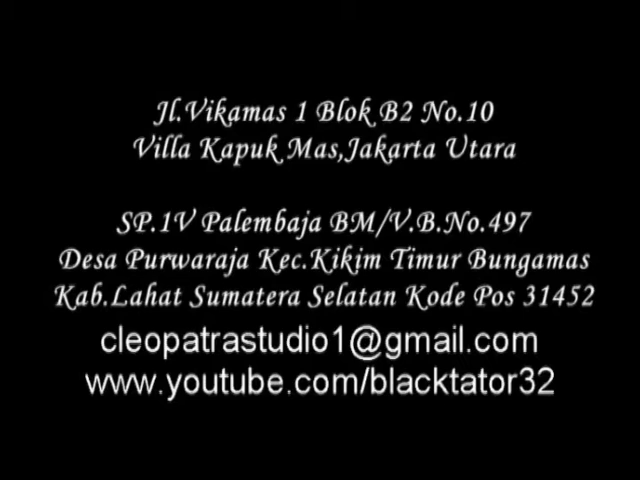 Jl.Vikamas 1 Blok B2 No.10
Villa Kapuk Mas,Jakarta Utara
SP.1V Palembaja BM/V.B.No.497
Desa Purwaraja Kec.Kikim Timur Bungamas
Kab.Lahat Sumatera Selatan Kode Pos 31452
cleopatrastudio1@gmail.com
www.youtube.com/blacktator32